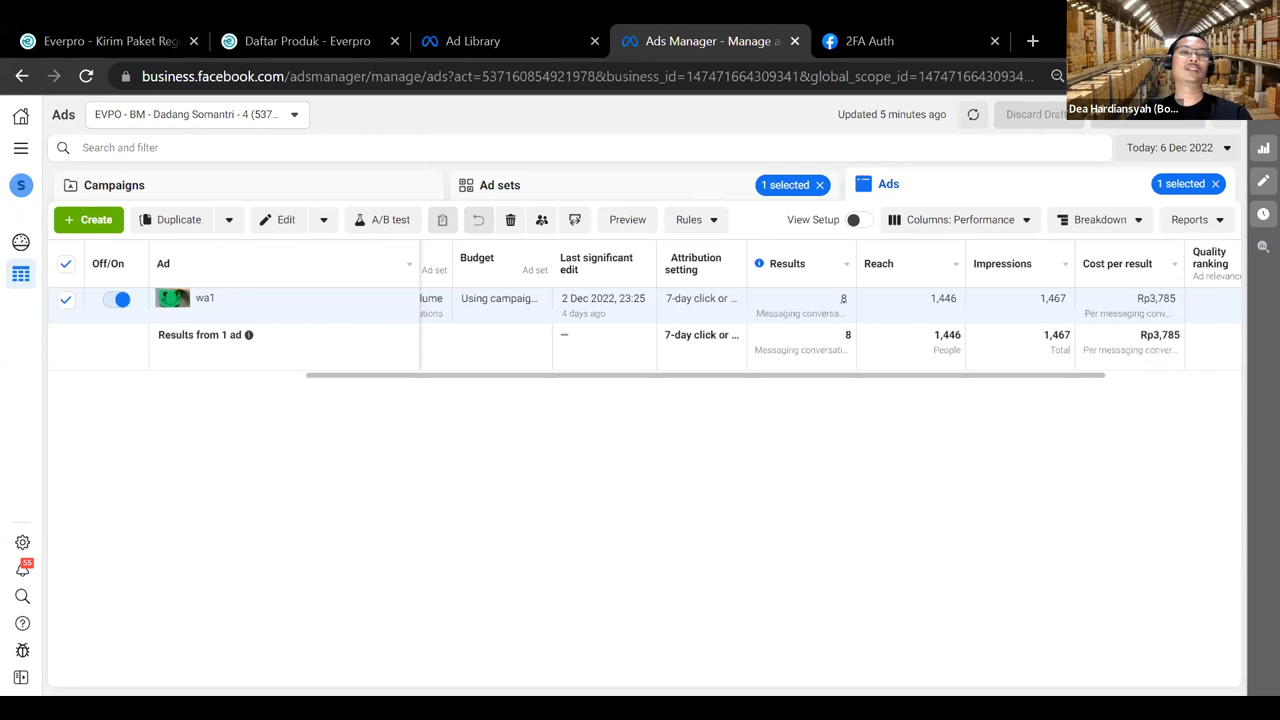 Everpro - Kirim Paket Reg
Daftar Produk - Everpro
Ad Library
Ads Manager - Manage a
2FA Auth
business.facebook.com/adsmanager/manage/ads?act=537160854921978&business_id=147471664309341&global_scope_id=14747166430934...
Dea Hardiansyah (Bo...
Ads
EVPO - BM - Dadang Somantri - 4 (537...
Updated 5 minutes ago
Discard Draf
Search and filter
Today: 6 Dec 2022
S
Campaigns
Ad sets
1 selected
Ads
1 selected
Create
Duplicate
Edit
A/B test
Preview
Rules
View Setup
Columns: Performance
Breakdown
Reports
Off/On
Ad
Ad set
Budget
Ad set
Last significant
edit
Attribution
setting
Results
Reach
Impressions
Cost per result
Quality
ranking
Ad relevanc
wa1
lume
ations
Using campaig...
2 Dec 2022, 23:25
4 days ago
7-day click or ...
8
Messaging conversa...
1,446
1,467
Rp3,785
Per messaging conv...
Results from 1 ad
—
7-day click or ...
8
Messaging conversati...
1,446
People
1,467
Total
Rp3,785
Per messaging conver...
55